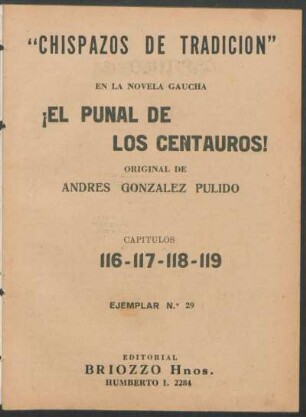 "CHISPAZOS DE TRADICION"
EN LA NOVELA GAUCHA
¡EL PUNAL DE
LOS CENTAUROS!
ORIGINAL DE
ANDRES GONZALEZ PULIDO
CAPITULOS
116-117-118-119
EJEMPLAR N.° 29
EDITORIAL
BRIOZZO Hnos.
HUMBERTO I. 2284